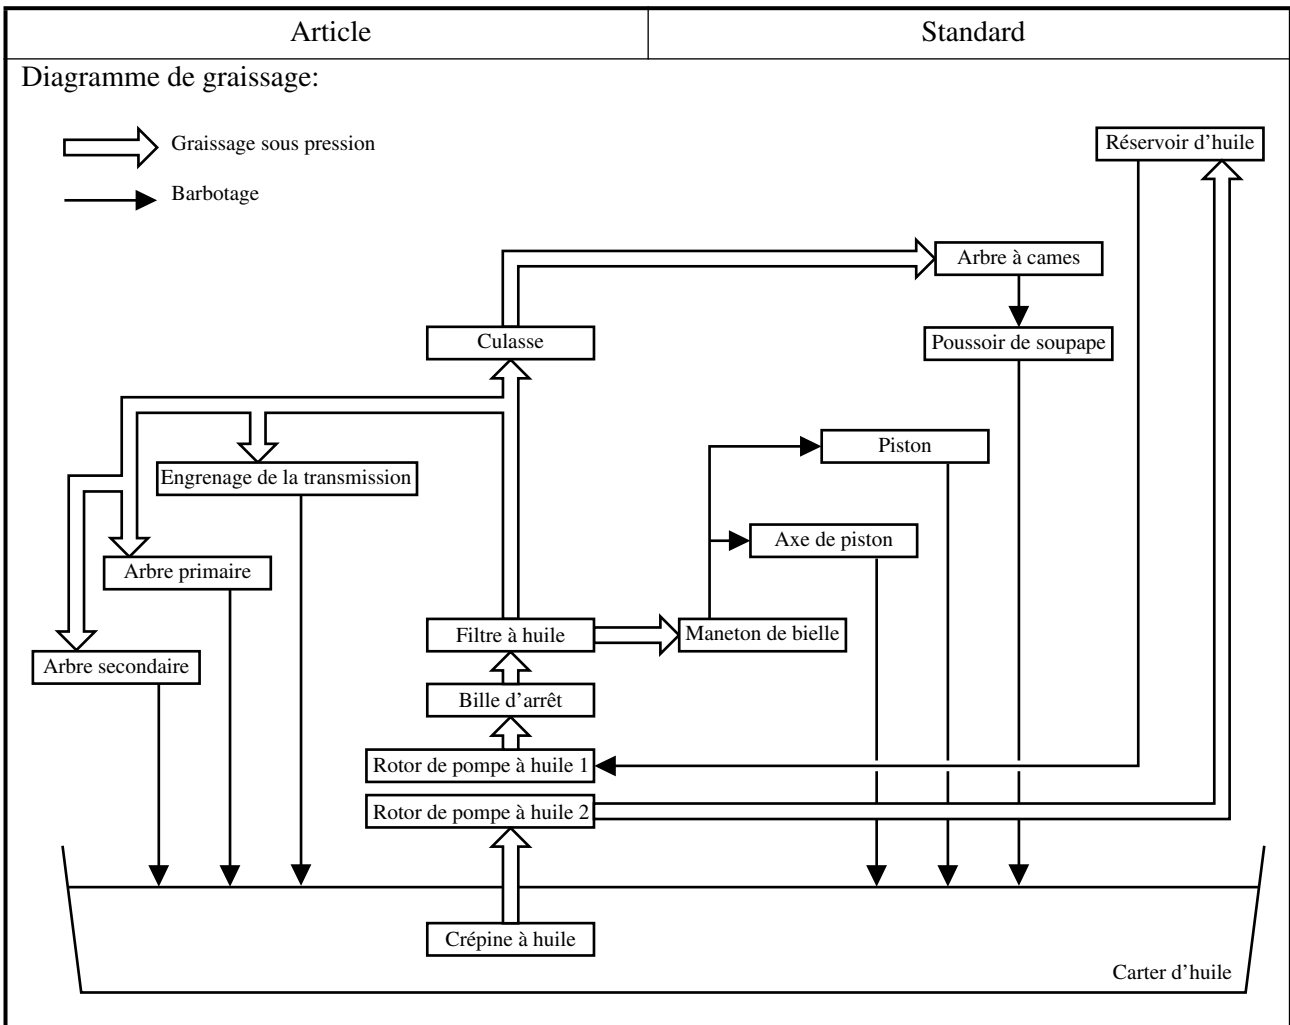 Article
Standard
Diagramme de graissage:
Graissage sous pression
Réservoir d'huile
Barbotage
Arbre à cames
Culasse
Poussoir de soupape
Piston
Engrenage de la transmission
Axe de piston
Arbre primaire
Filtre à huile
Maneton de bielle
Arbre secondaire
Bille d'arrêt
Rotor de pompe à huile 1
Rotor de pompe à huile 2
Crépine à huile
Carter d'huile